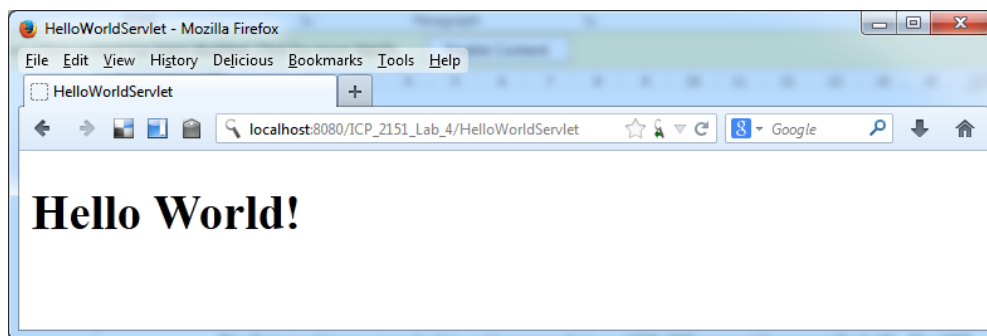 HelloWorldServlet - Mozilla Firefox
File Edit View History Delicious Bookmarks Tools Help
HelloWorldServlet
localhost:8080/ICP_2151_Lab_4/HelloWorldServlet
Google
Hello World!